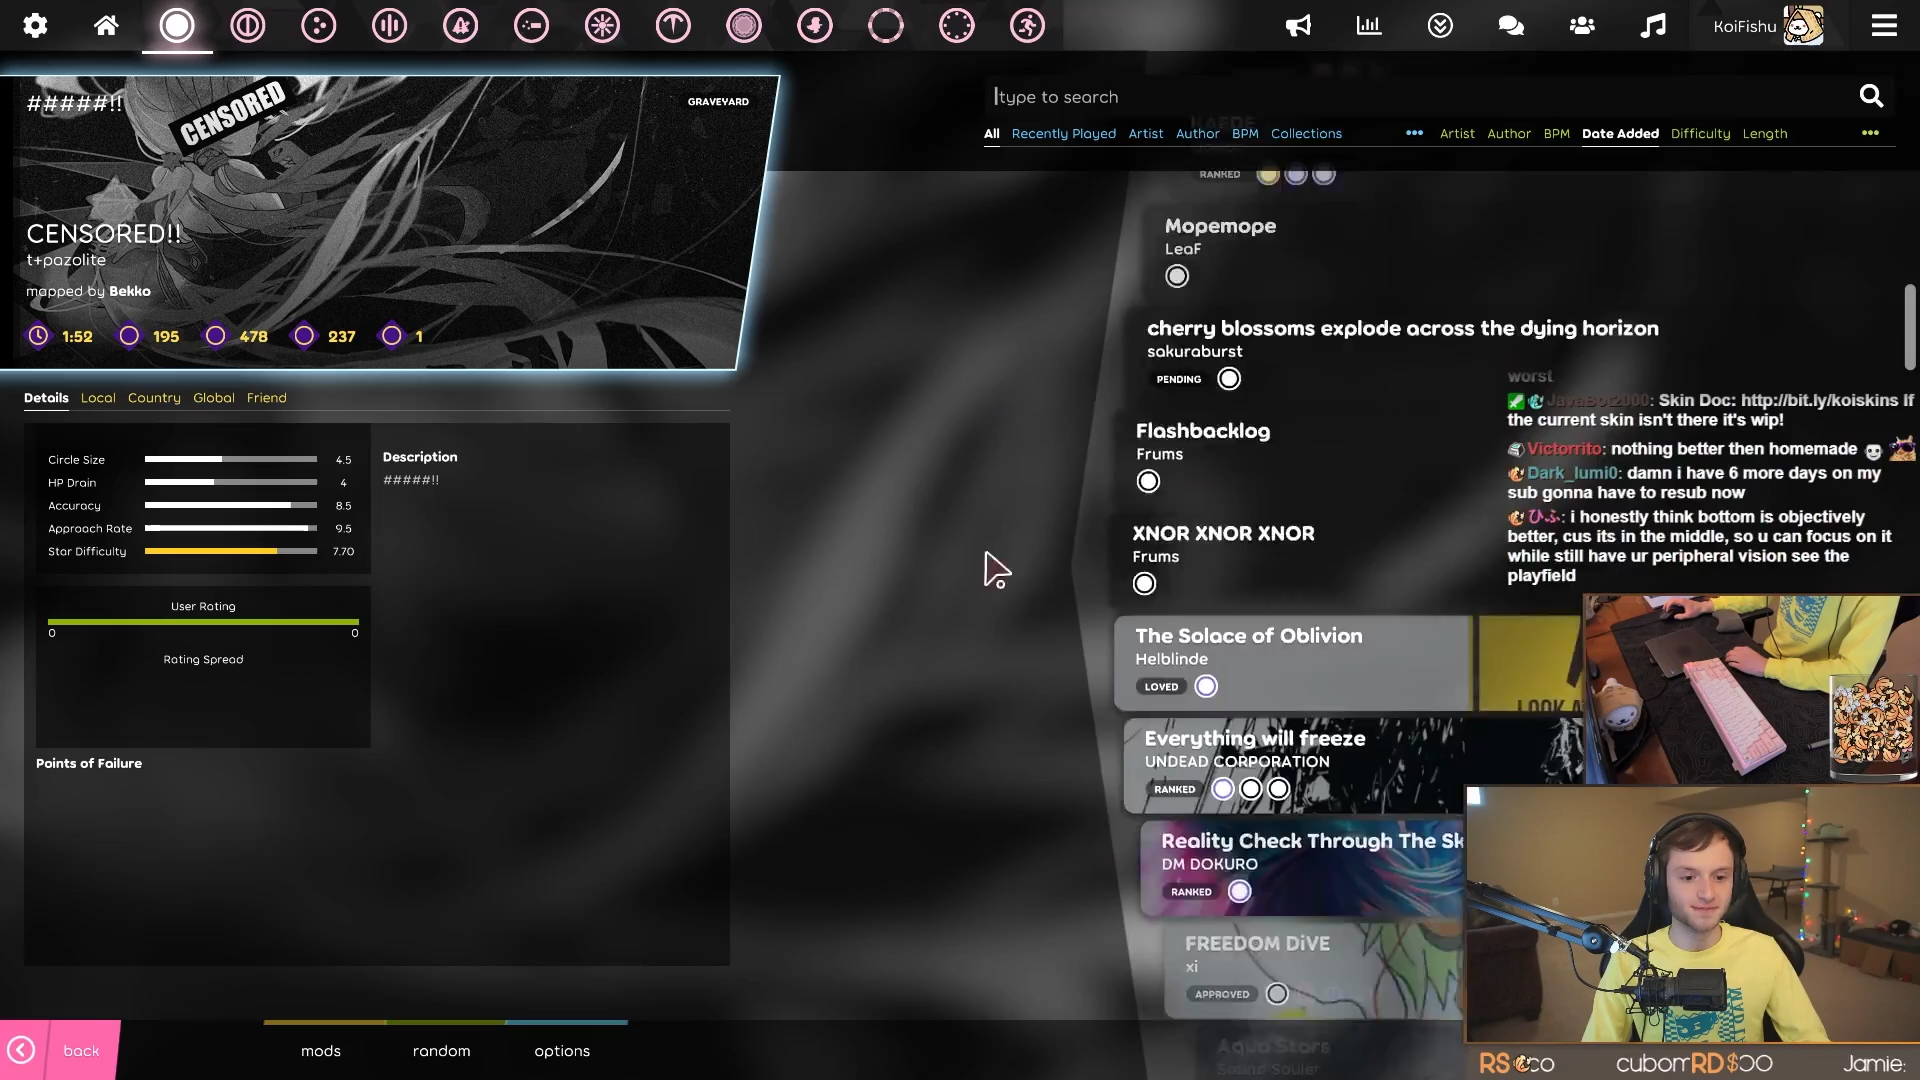 KoiFishu
#####!!
CENSORED
GRAVEYARD
CENSORED!!
t+pazolite
mapped by Bekko
1:52 195 478 237 1
type to search
All Recently Played Artist Author BPM Collections ••• Artist Author BPM Date Added Difficulty Length •••
RANKED
Mopemope
LeaF
cherry blossoms explode across the dying horizon
sakuraburst
PENDING
Flashbacklog
Frums
XNOR XNOR XNOR
Frums
The Solace of Oblivion
Helblinde
LOVED
LOOK A
Everything will freeze
UNDEAD CORPORATION
RANKED
Reality Check Through The Sk
DM DOKURO
RANKED
FREEDOM DiVE
xi
APPROVED
Aqua Stars
Sound Souler
worst
JavaBot2000: Skin Doc: http://bit.ly/koiskins If
the current skin isn't there it's wip!
Victorrito: nothing better then homemade
Dark_lumi0: damn i have 6 more days on my
sub gonna have to resub now
ひふ: i honestly think bottom is objectively
better, cus its in the middle, so u can focus on it
while still have ur peripheral vision see the
playfield
Details Local Country Global Friend
Circle Size 4.5
HP Drain 4
Accuracy 8.5
Approach Rate 9.5
Star Difficulty 7.70
Description
#####!!
User Rating
0 0
Rating Spread
Points of Failure
back
mods
random
options
Jamie: